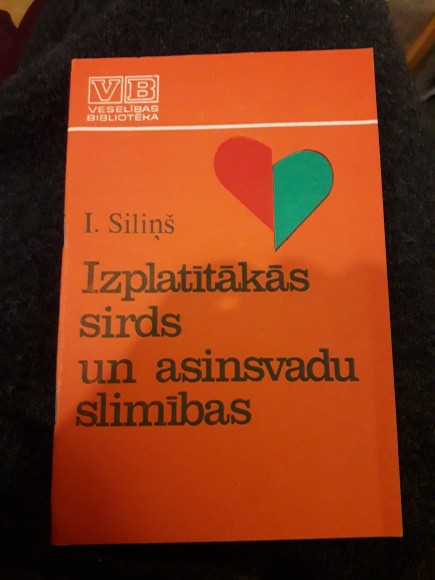 VB
VESELĪBAS
BIBLIOTĒKA
I. Siliņš
Izplatītākās
sirds
un asinsvadu
slimības